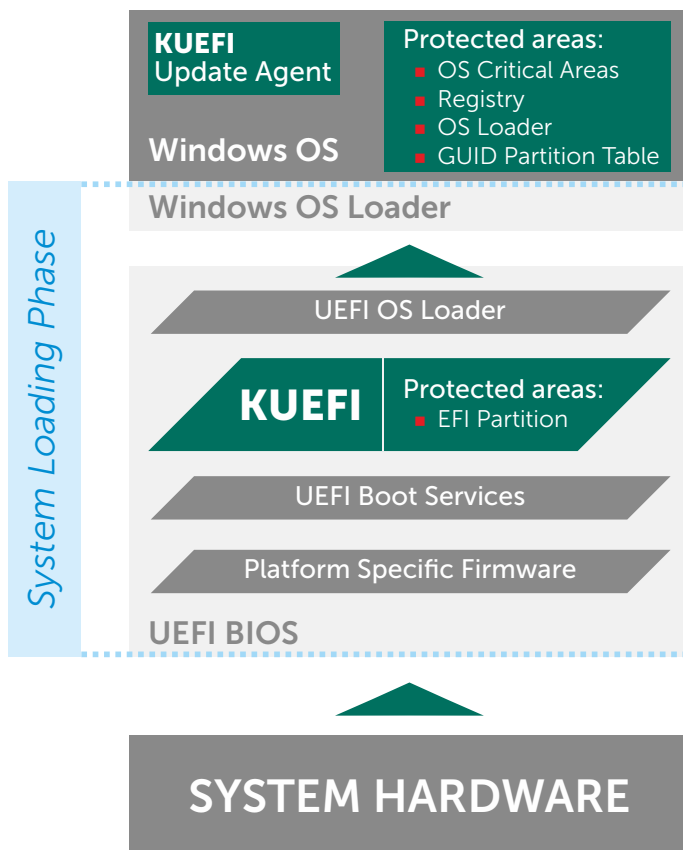 KUEFI
Update Agent
Windows OS
Protected areas:
OS Critical Areas
Registry
OS Loader
GUID Partition Table
System Loading Phase
Windows OS Loader
UEFI OS Loader
KUEFI
Protected areas:
EFI Partition
UEFI Boot Services
Platform Specific Firmware
UEFI BIOS
SYSTEM HARDWARE